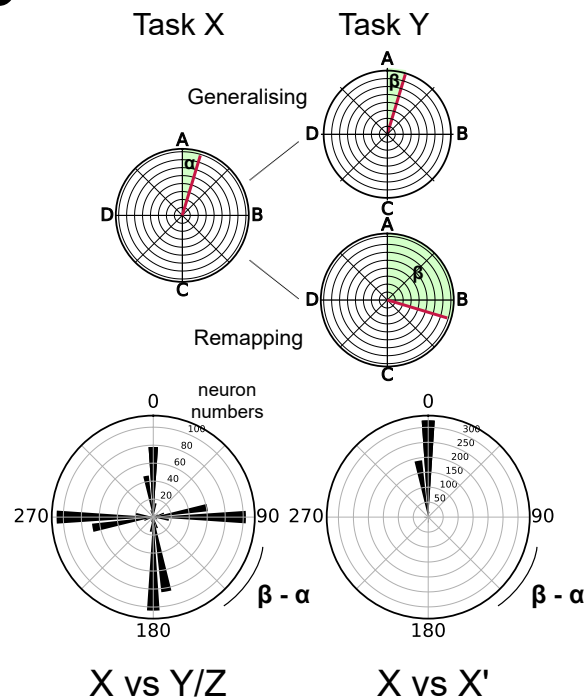 Task X
Task Y
Generalising
A
β
D
B
C
A
α
D
B
C
A
β
D
B
C
Remapping
neuron
numbers
0
100
80
60
40
20
270
90
180
β - α
0
300
250
200
150
100
50
270
90
180
β - α
X vs Y/Z
X vs X'